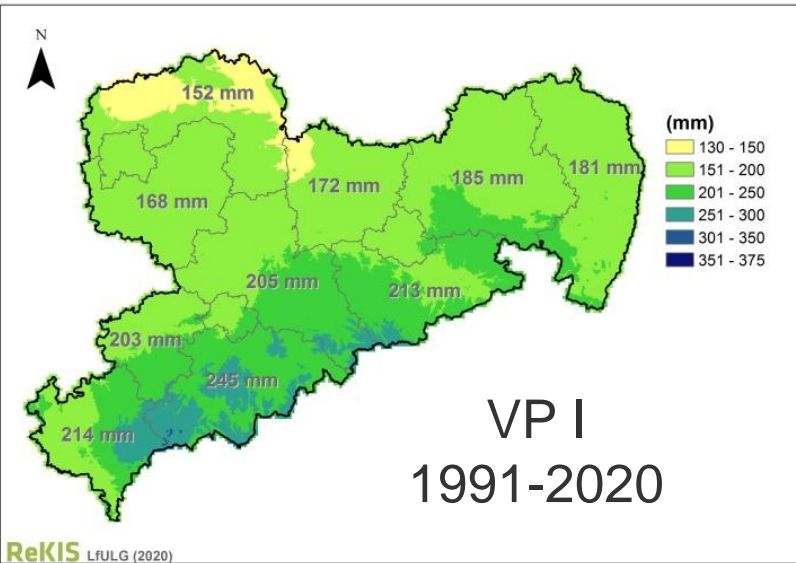 N
152 mm
(mm)
130 - 150
151 - 200
201 - 250
251 - 300
301 - 350
351 - 375
172 mm
185 mm
181 mm
168 mm
205 mm
213 mm
203 mm
245 mm
214 mm
VP I
1991-2020
ReKIS LfULG (2020)